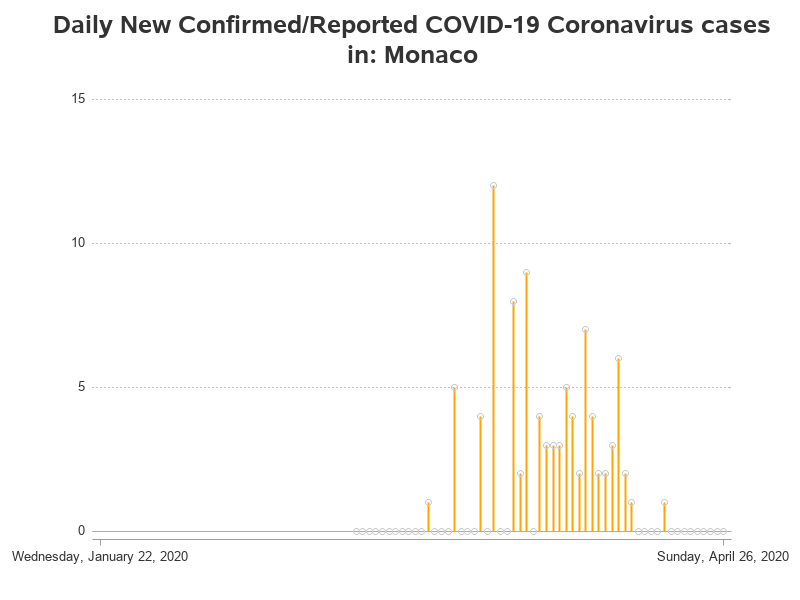 Daily New Confirmed/Reported COVID-19 Coronavirus cases
in: Monaco
15
10
5
0
Wednesday, January 22, 2020
Sunday, April 26, 2020